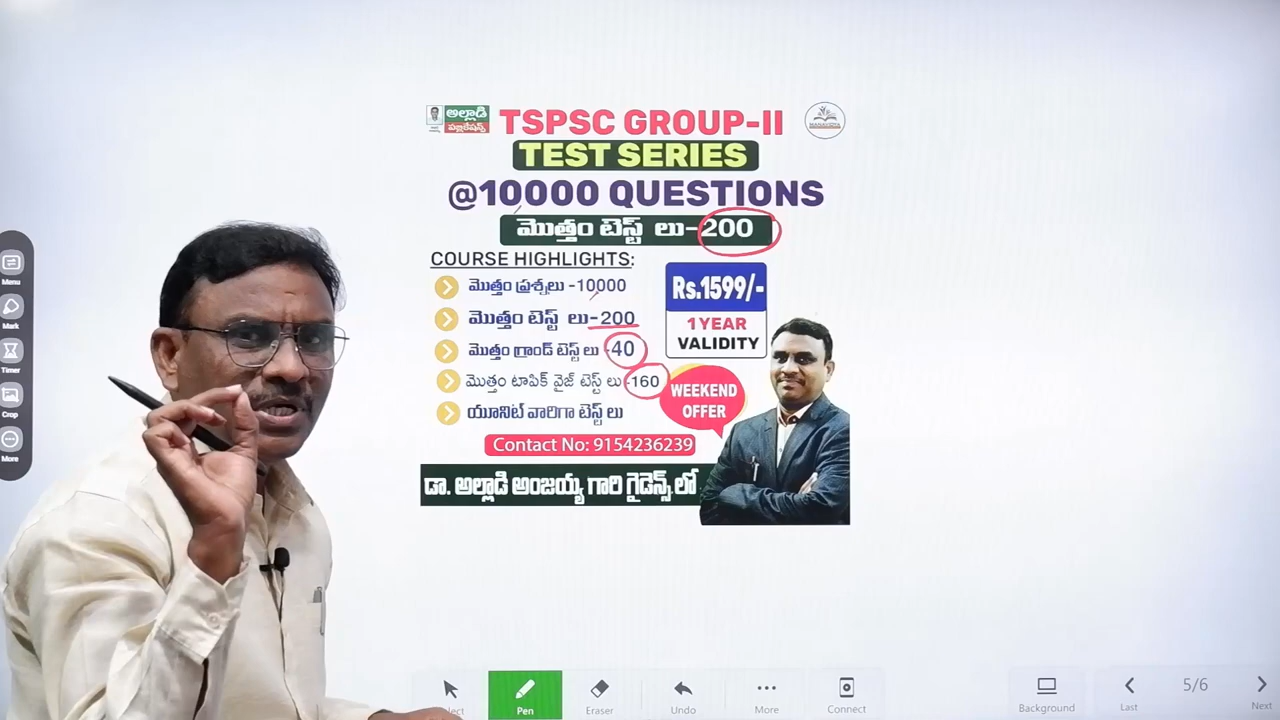 అల్లాడి
పబ్లికేషన్స్
TSPSC GROUP-II
TEST SERIES
@10000 QUESTIONS
మొత్తం టెస్ట్ లు-200
COURSE HIGHLIGHTS:
మొత్తం ప్రశ్నలు -10000
మొత్తం టెస్ట్ లు-200
మొత్తం గ్రాండ్ టెస్ట్ లు -40
మొత్తం టాపిక్ వైజ్ టెస్ట్ లు -160
యూనిట్ వారిగా టెస్ట్ లు
Rs.1599/-
1 YEAR
VALIDITY
WEEKEND
OFFER
Contact No: 9154236239
డా. అల్లాడి అంజయ్య గారి గైడెన్స్ లో
Menu
Mark
Timer
Crop
More
Pen
Eraser
Undo
More
Connect
Background
Last
5/6
Next